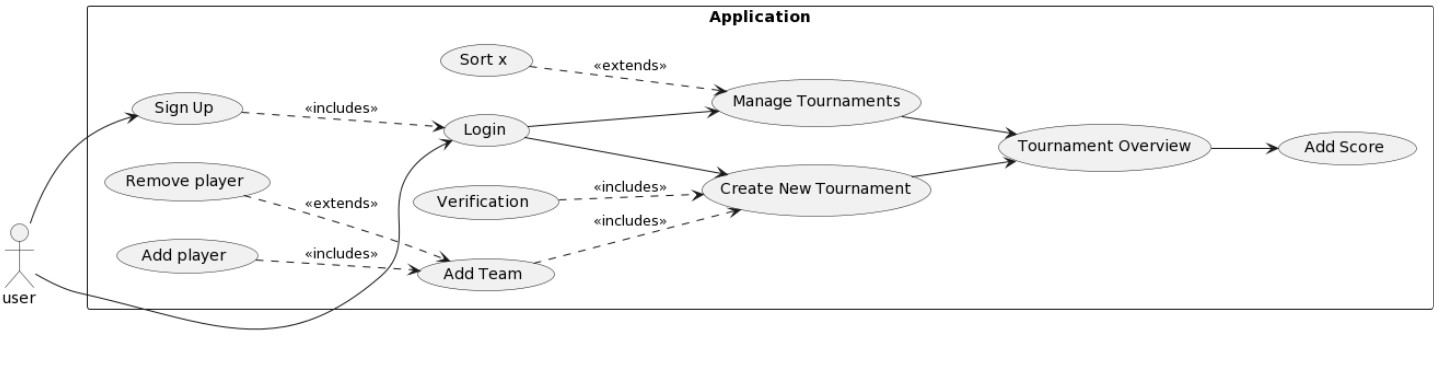 Application
Sort x
«extends»
Manage Tournaments
Sign Up
«includes»
Login
Tournament Overview
Add Score
Remove player
«extends»
Verification
«includes»
Create New Tournament
«includes»
Add player
«includes»
Add Team
user